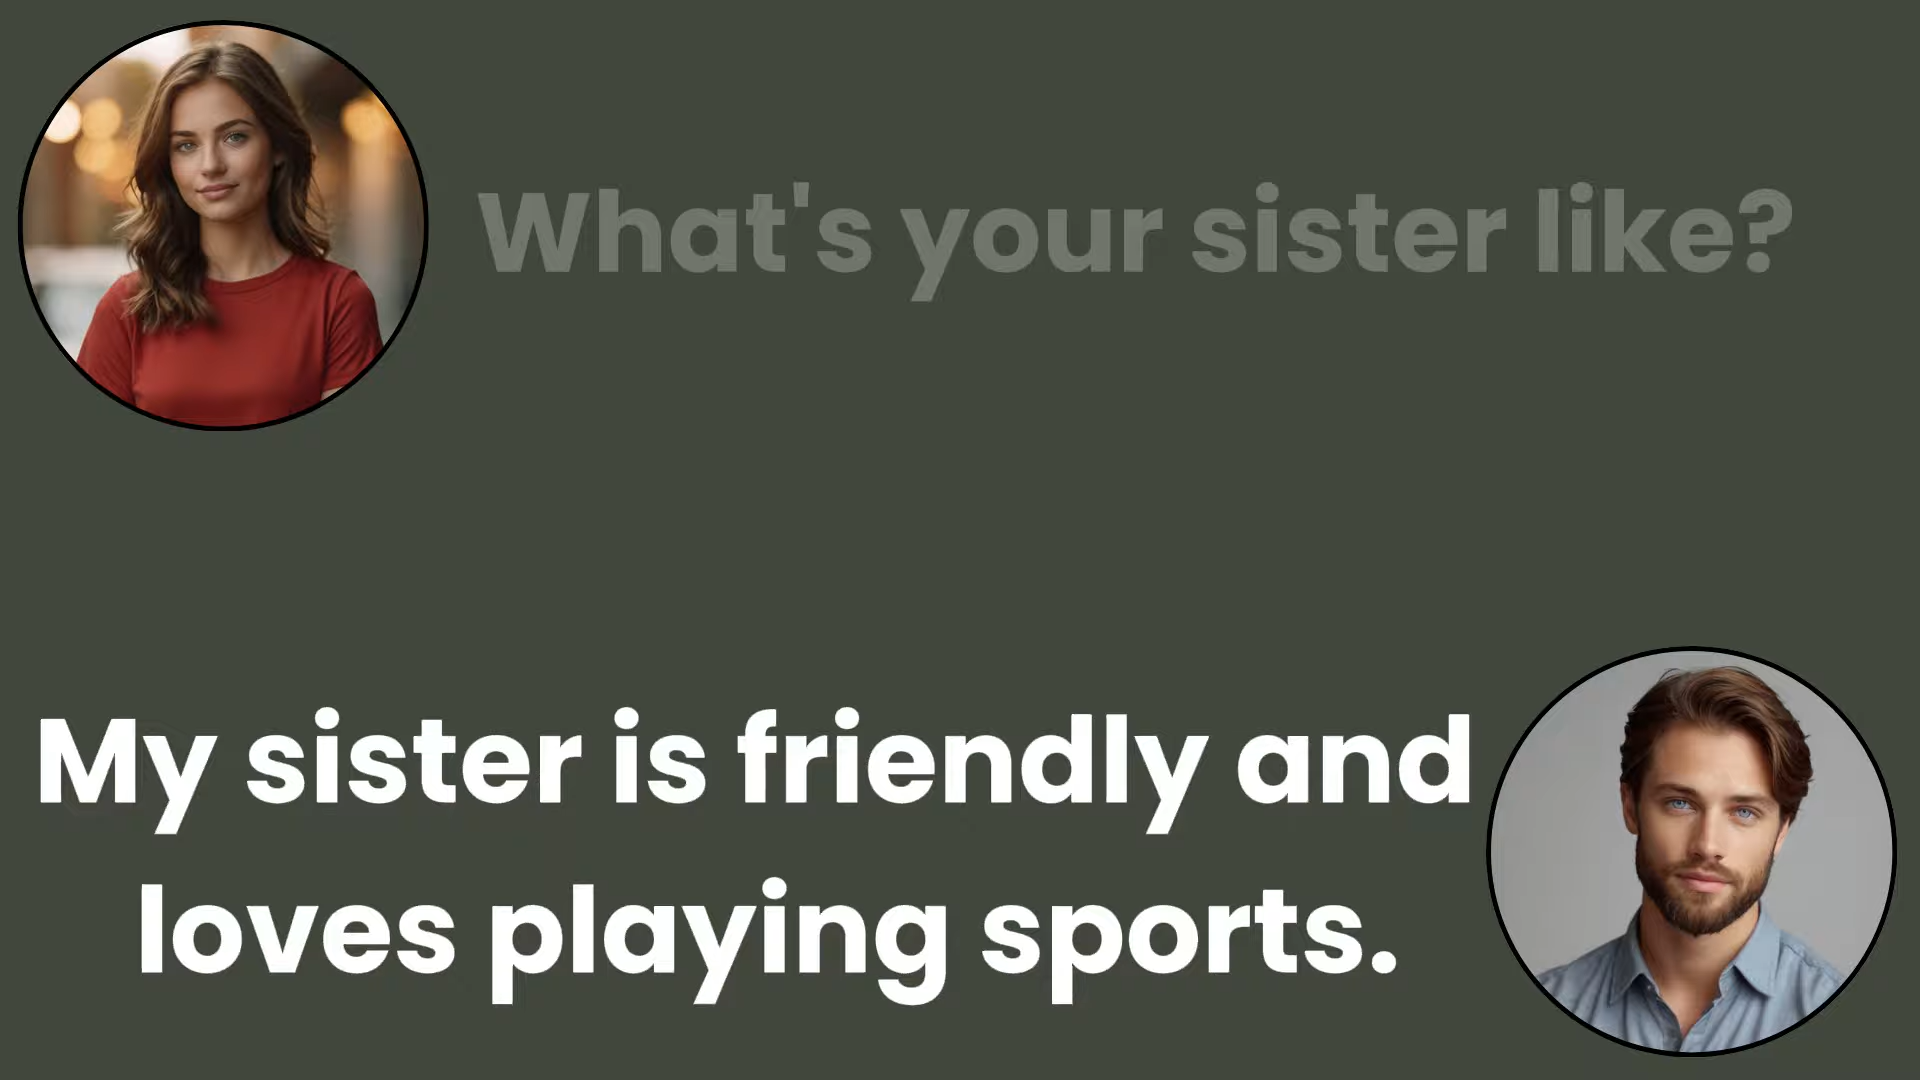 What's your sister like?
My sister is friendly and
loves playing sports.